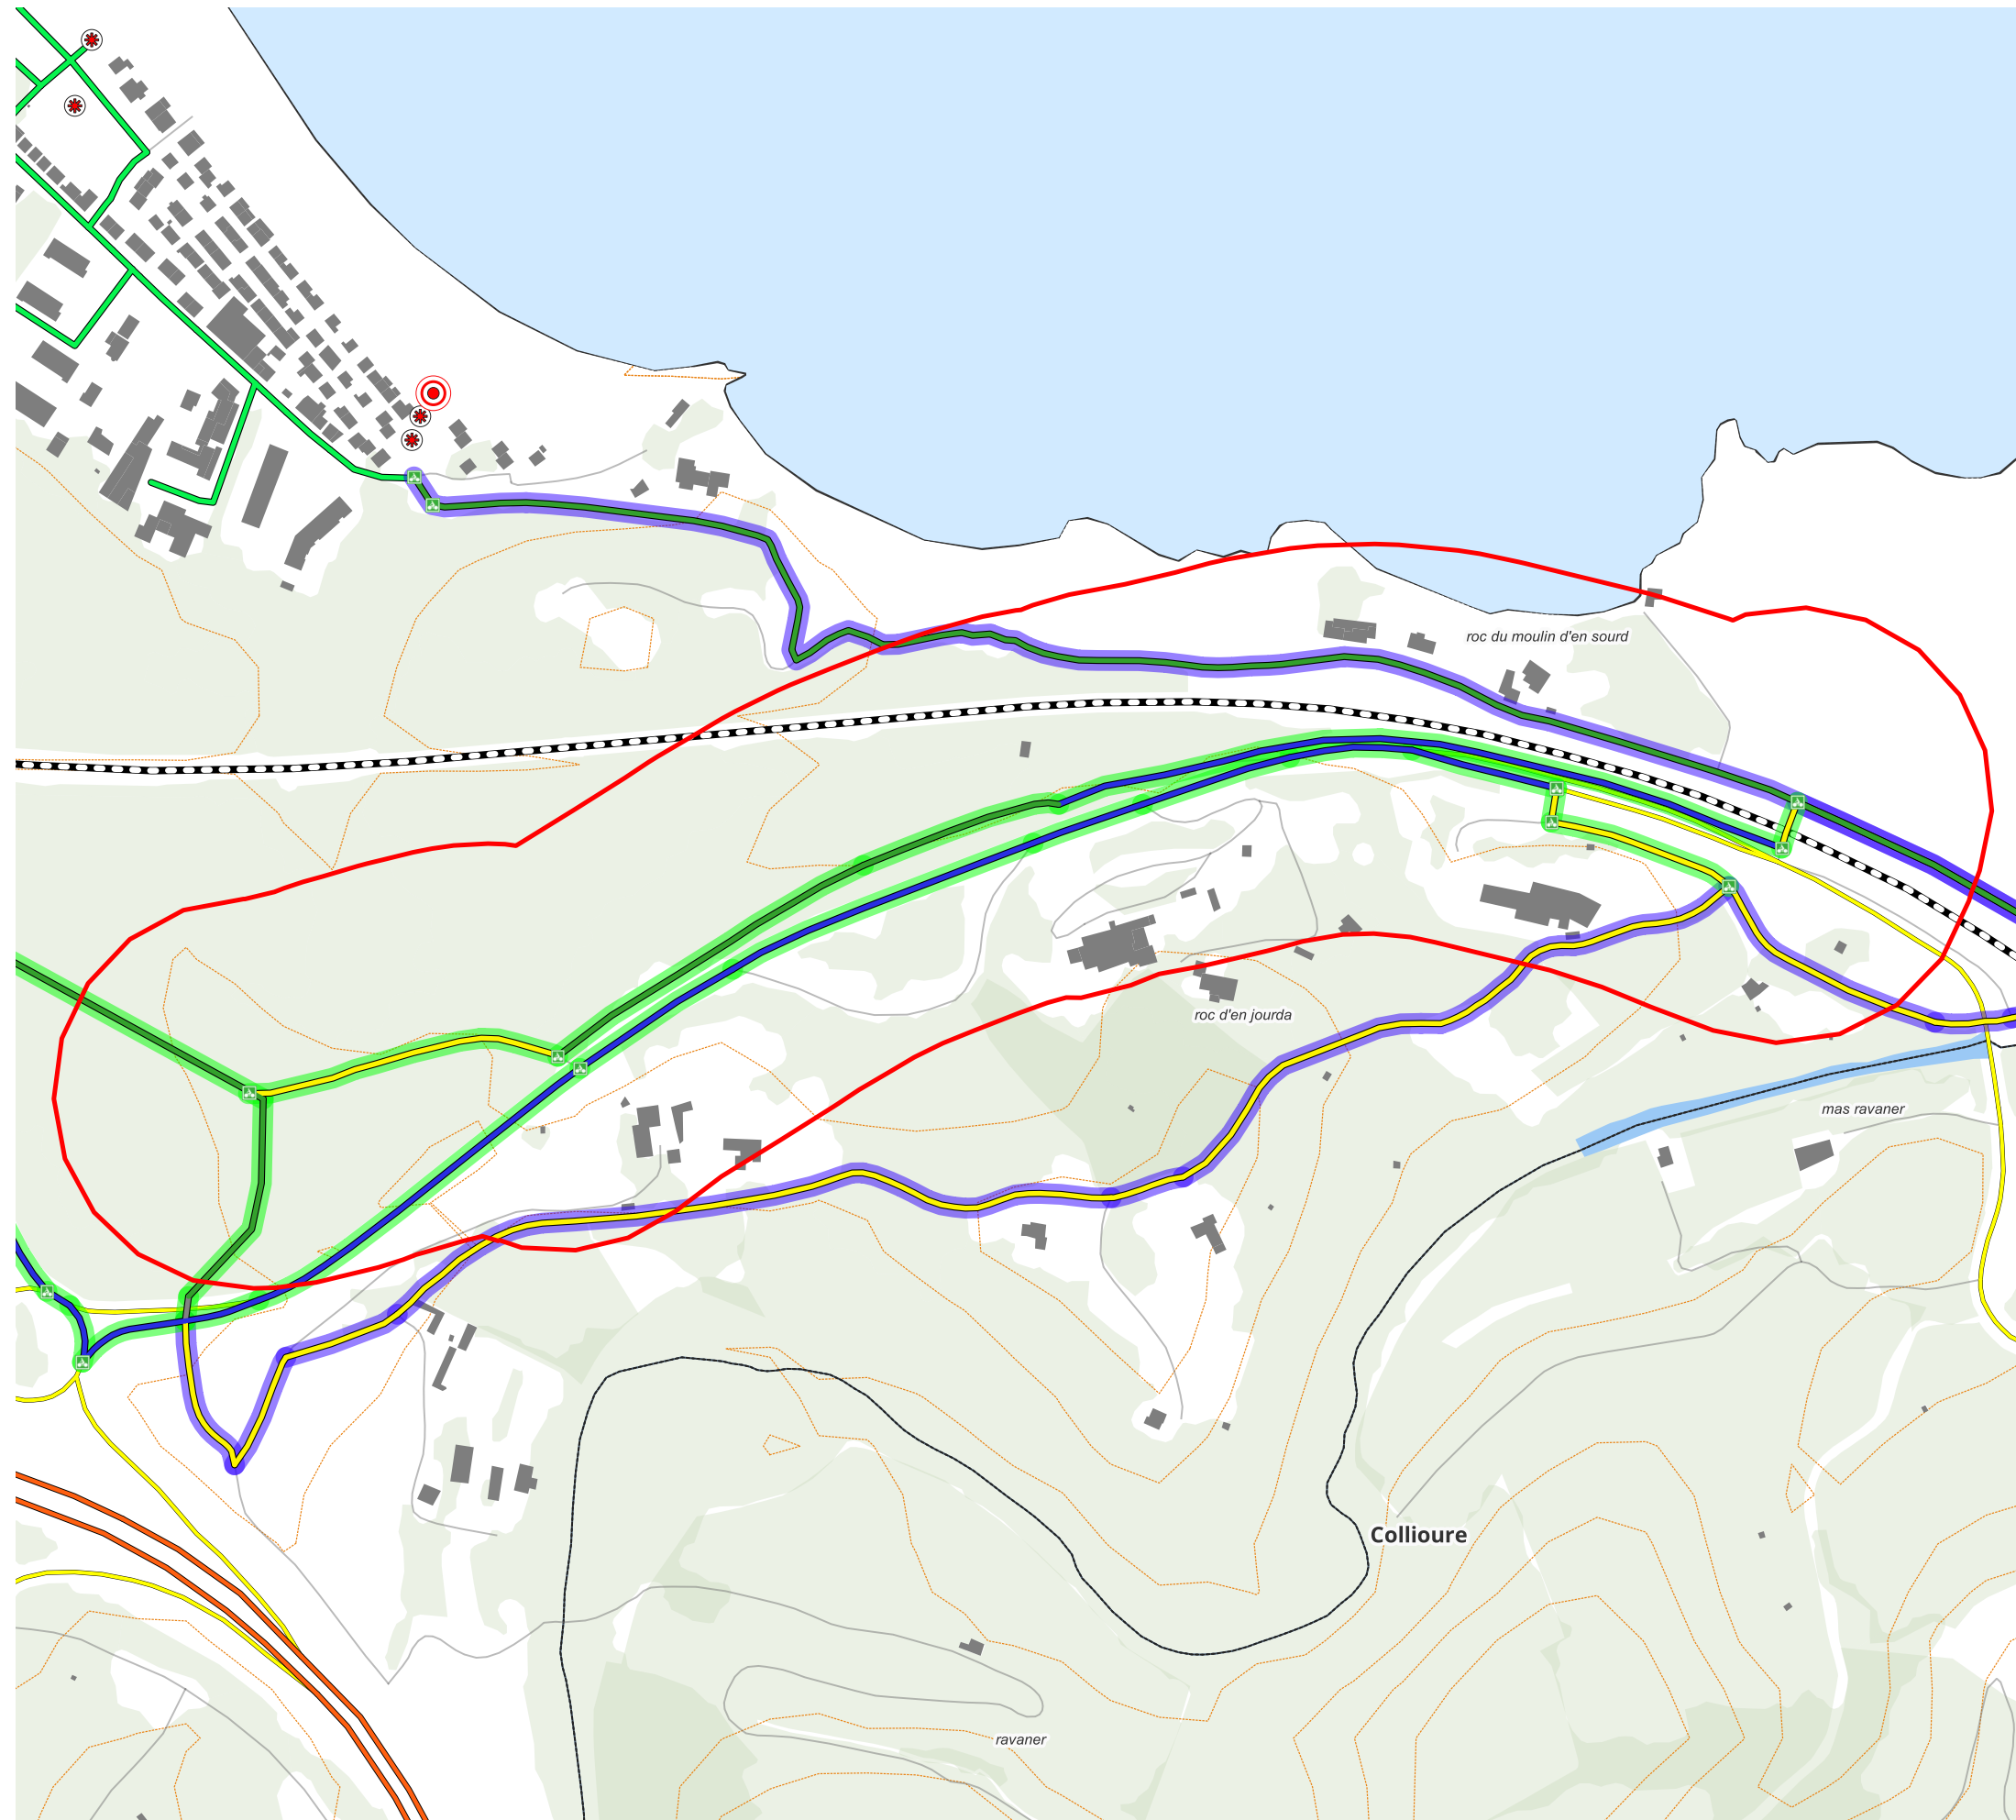 roc du moulin d'en sourd
roc d'en jourda
mas ravaner
Collioure
ravaner